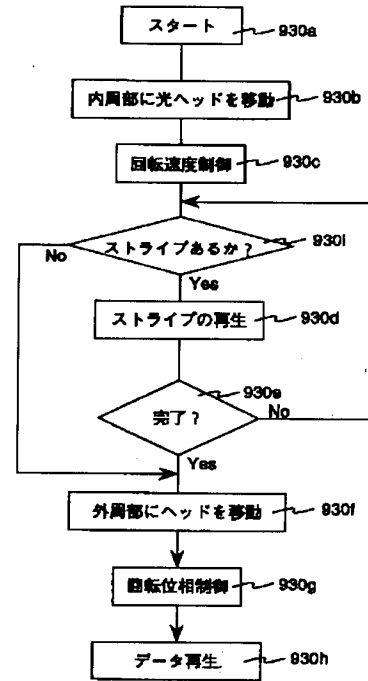 スタート 930a
内周部に光ヘッドを移動 930b
回転速度制御 930c
ストライプあるか? 930i
No
Yes
ストライプの再生 930d
930e
完了? No
Yes
外周部にヘッドを移動 930f
回転位相制御 930g
データ再生 930h